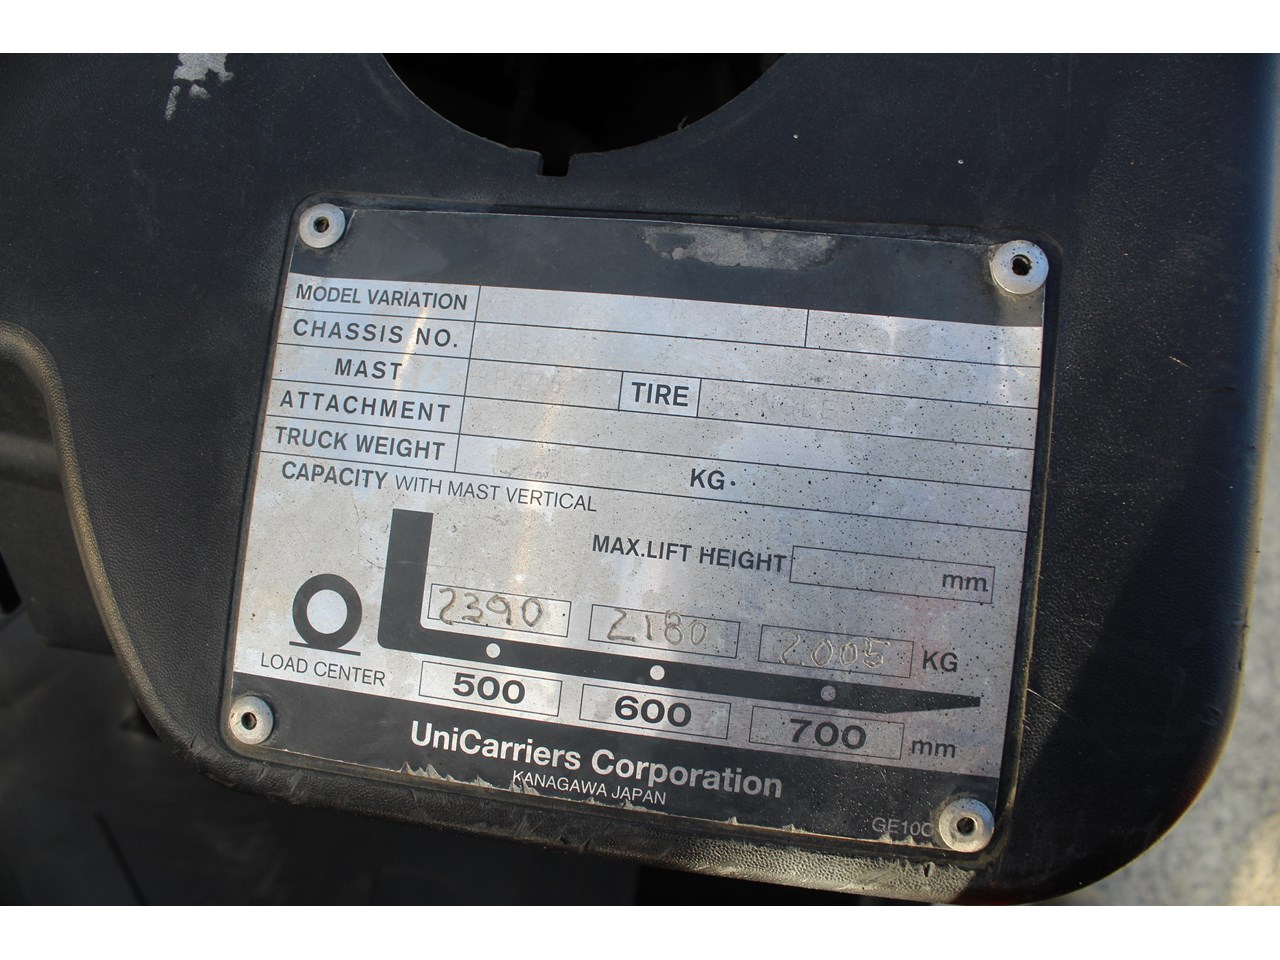 MODEL VARIATION
CHASSIS NO.
MAST TIRE SINGLE
ATTACHMENT
TRUCK WEIGHT KG.
CAPACITY WITH MAST VERTICAL
MAX.LIFT HEIGHT mm
2390 2180 2005 KG
LOAD CENTER 500 600 700 mm
UniCarriers Corporation
KANAGAWA JAPAN
GE10C